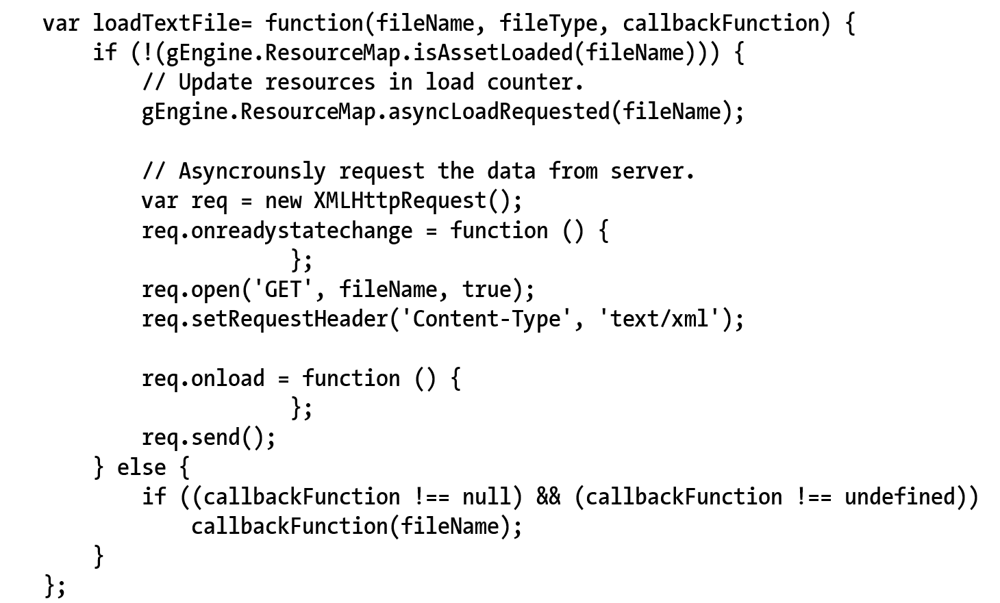 var loadTextFile= function(fileName, fileType, callbackFunction) {
    if (!(gEngine.ResourceMap.isAssetLoaded(fileName))) {
        // Update resources in load counter.
        gEngine.ResourceMap.asyncLoadRequested(fileName);

        // Asyncrounsly request the data from server.
        var req = new XMLHttpRequest();
        req.onreadystatechange = function () {
                    };
        req.open('GET', fileName, true);
        req.setRequestHeader('Content-Type', 'text/xml');

        req.onload = function () {
                    };
        req.send();
    } else {
        if ((callbackFunction !== null) && (callbackFunction !== undefined))
            callbackFunction(fileName);
    }
};